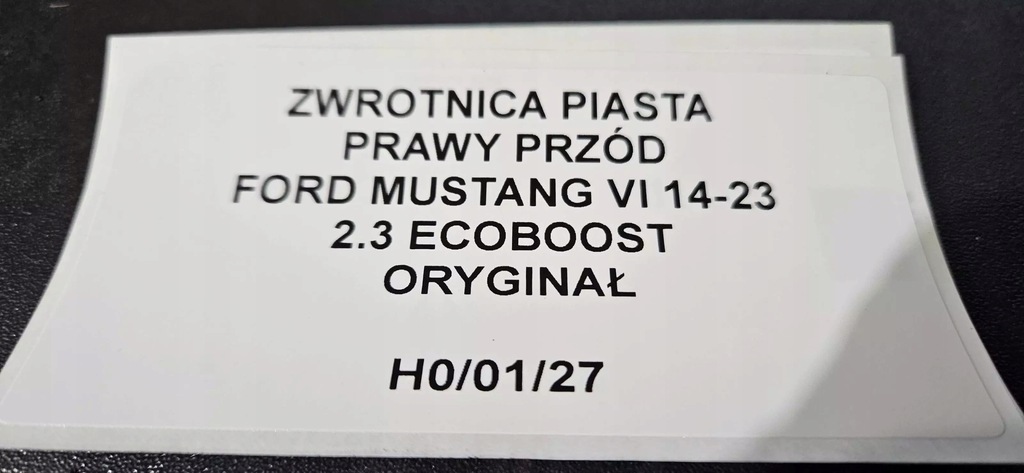 ZWROTNICA PIASTA
PRAWY PRZÓD
FORD MUSTANG VI 14-23
2.3 ECOBOOST
ORYGINAŁ
H0/01/27